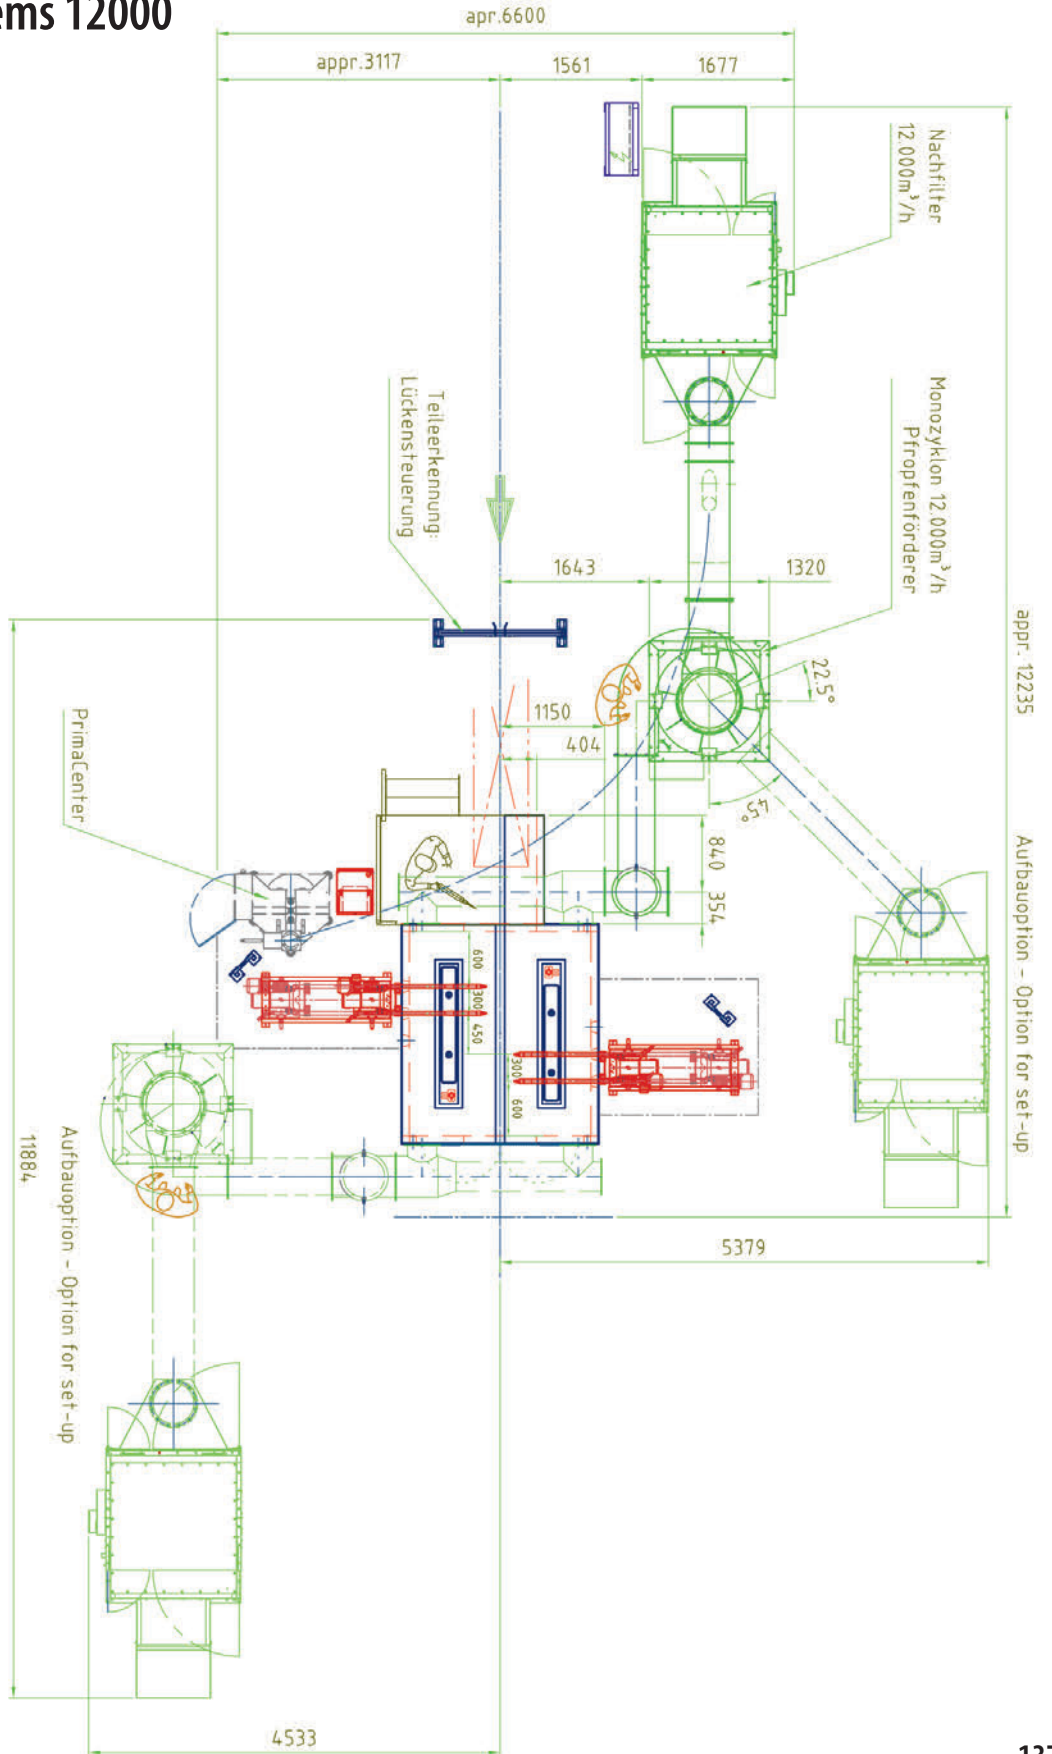 ems 12000
apr.6600
appr.3117
1561
1677
Nachfilter
12.000m³/h
Monozyklon 12.000m³/h
Pfropfenförderer
appr. 12235
Teileerkennung:
Lückensteuerung
1643
1320
22.5°
1150
404
45°
PrimaCenter
840
354
Aufbauoption - Option for set-up
600
300
450
300
600
5379
Aufbauoption - Option for set-up
11884
4533